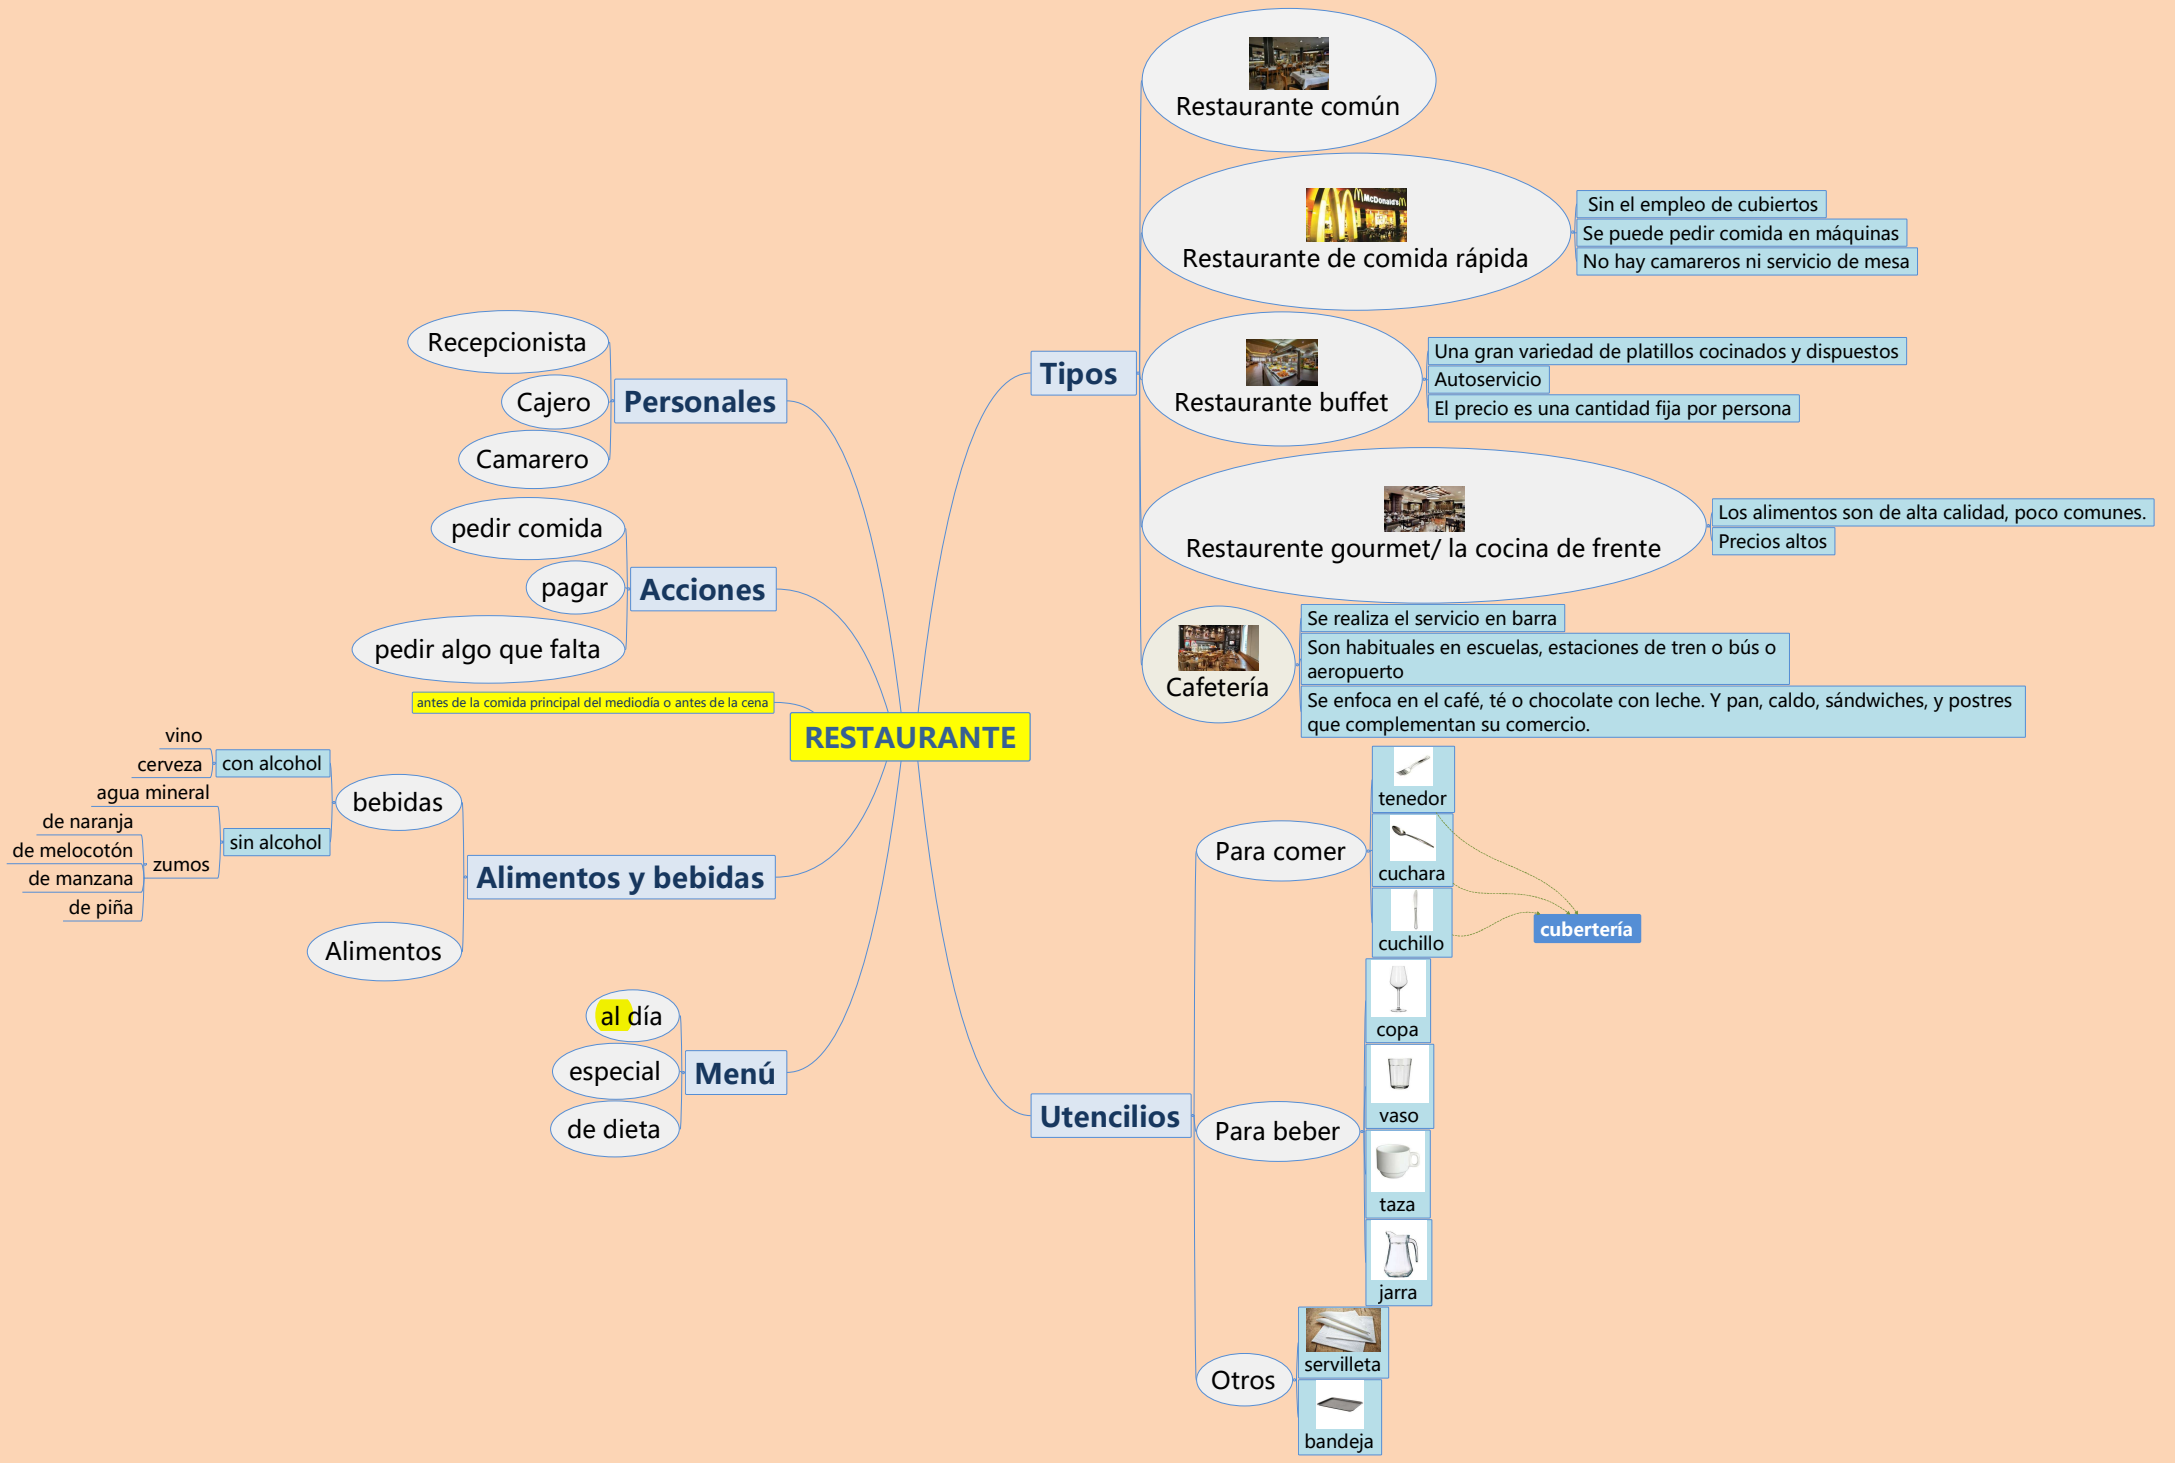 RESTAURANTE
Tipos
Restaurante común
McDonald's
Restaurante de comida rápida
Sin el empleo de cubiertos
Se puede pedir comida en máquinas
No hay camareros ni servicio de mesa
Restaurante buffet
Una gran variedad de platillos cocinados y dispuestos
Autoservicio
El precio es una cantidad fija por persona
Restaurente gourmet/ la cocina de frente
Los alimentos son de alta calidad, poco comunes.
Precios altos
Cafetería
Se realiza el servicio en barra
Son habituales en escuelas, estaciones de tren o bús o
aeropuerto
Se enfoca en el café, té o chocolate con leche. Y pan, caldo, sándwiches, y postres
que complementan su comercio.
Utencilios
Para comer
tenedor
cuchara
cuchillo
cubertería
Para beber
copa
vaso
taza
jarra
Otros
servilleta
bandeja
Personales
Recepcionista
Cajero
Camarero
Acciones
pedir comida
pagar
pedir algo que falta
antes de la comida principal del mediodía o antes de la cena
Alimentos y bebidas
bebidas
con alcohol
vino
cerveza
sin alcohol
agua mineral
zumos
de naranja
de melocotón
de manzana
de piña
Alimentos
Menú
al día
especial
de dieta